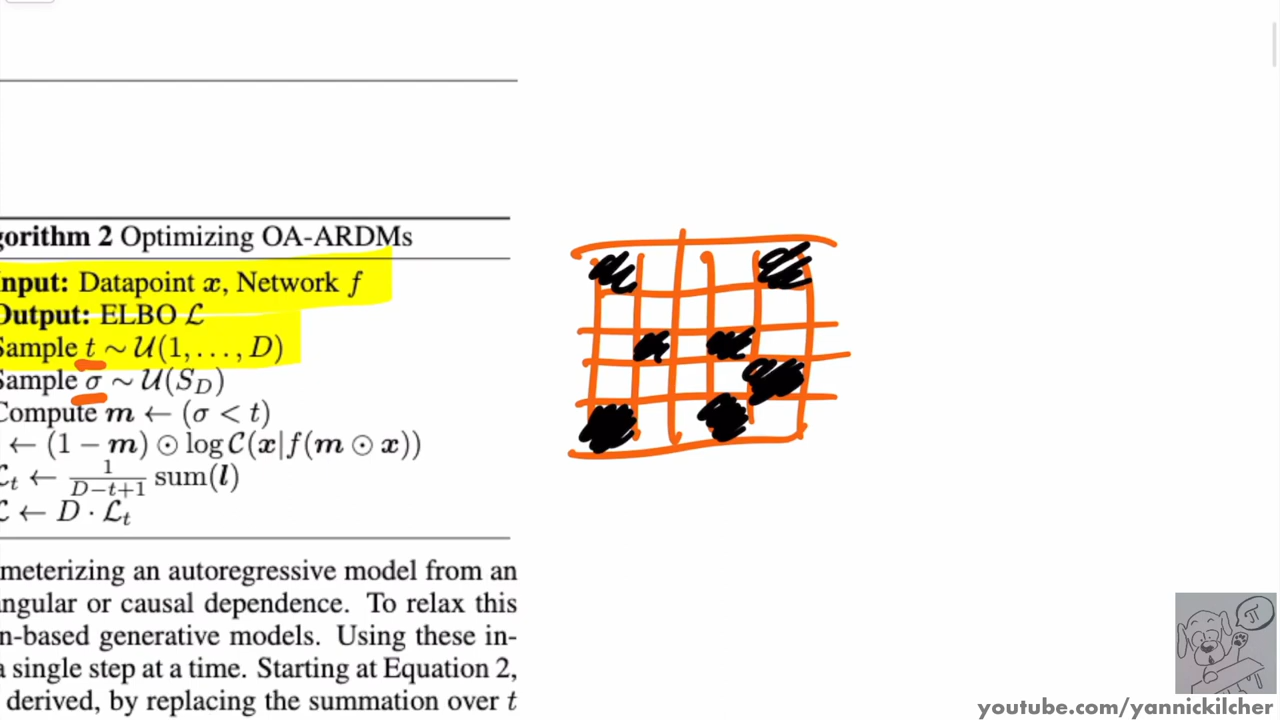 gorithm 2 Optimizing OA-ARDMs
nput: Datapoint x, Network f
Output: ELBO ℒ
Sample t ∼ 𝒰(1, . . . , D)
Sample σ ∼ 𝒰(S_D)
Compute m ← (σ < t)
← (1 − m) ⊙ log 𝒞(x|f(m ⊙ x))
ℒ_t ← 1/(D−t+1) sum(l)
ℒ ← D · ℒ_t
meterizing an autoregressive model from an
ngular or causal dependence. To relax this
n-based generative models. Using these in-
a single step at a time. Starting at Equation 2,
derived, by replacing the summation over t
π
youtube.com/yannickilcher